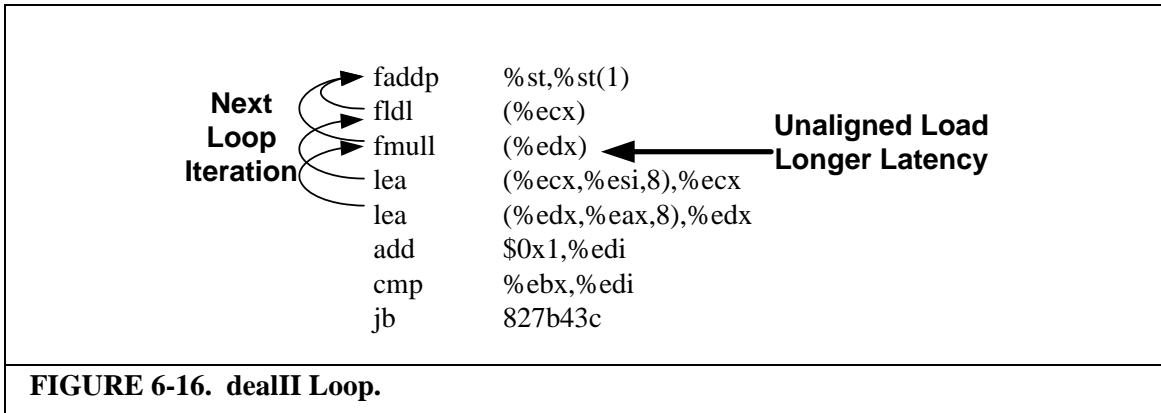 faddp %st,%st(1)
Next
Loop
Iteration
fldl (%ecx)
fmull (%edx)
Unaligned Load
Longer Latency
lea (%ecx,%esi,8),%ecx
lea (%edx,%eax,8),%edx
add $0x1,%edi
cmp %ebx,%edi
jb 827b43c
FIGURE 6-16. dealII Loop.